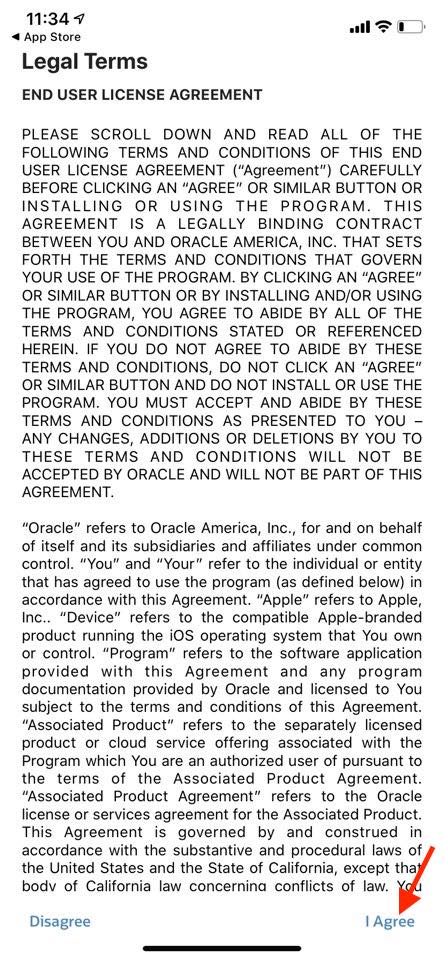 11:34
App Store
Legal Terms
END USER LICENSE AGREEMENT
PLEASE SCROLL DOWN AND READ ALL OF THE
FOLLOWING TERMS AND CONDITIONS OF THIS END
USER LICENSE AGREEMENT (“Agreement”) CAREFULLY
BEFORE CLICKING AN “AGREE” OR SIMILAR BUTTON OR
INSTALLING OR USING THE PROGRAM. THIS
AGREEMENT IS A LEGALLY BINDING CONTRACT
BETWEEN YOU AND ORACLE AMERICA, INC. THAT SETS
FORTH THE TERMS AND CONDITIONS THAT GOVERN
YOUR USE OF THE PROGRAM. BY CLICKING AN “AGREE”
OR SIMILAR BUTTON OR BY INSTALLING AND/OR USING
THE PROGRAM, YOU AGREE TO ABIDE BY ALL OF THE
TERMS AND CONDITIONS STATED OR REFERENCED
HEREIN. IF YOU DO NOT AGREE TO ABIDE BY THESE
TERMS AND CONDITIONS, DO NOT CLICK AN “AGREE”
OR SIMILAR BUTTON AND DO NOT INSTALL OR USE THE
PROGRAM. YOU MUST ACCEPT AND ABIDE BY THESE
TERMS AND CONDITIONS AS PRESENTED TO YOU –
ANY CHANGES, ADDITIONS OR DELETIONS BY YOU TO
THESE TERMS AND CONDITIONS WILL NOT BE
ACCEPTED BY ORACLE AND WILL NOT BE PART OF THIS
AGREEMENT.
“Oracle” refers to Oracle America, Inc., for and on behalf
of itself and its subsidiaries and affiliates under common
control. “You” and “Your” refer to the individual or entity
that has agreed to use the program (as defined below) in
accordance with this Agreement. “Apple” refers to Apple,
Inc.. “Device” refers to the compatible Apple-branded
product running the iOS operating system that You own
or control. “Program” refers to the software application
provided with this Agreement and any program
documentation provided by Oracle and licensed to You
subject to the terms and conditions of this Agreement.
“Associated Product” refers to the separately licensed
product or cloud service offering associated with the
Program which You are an authorized user of pursuant to
the terms of the Associated Product Agreement.
“Associated Product Agreement” refers to the Oracle
license or services agreement for the Associated Product.
This Agreement is governed by and construed in
accordance with the substantive and procedural laws of
the United States and the State of California, except that
body of California law concerning conflicts of law. You
Disagree
I Agree